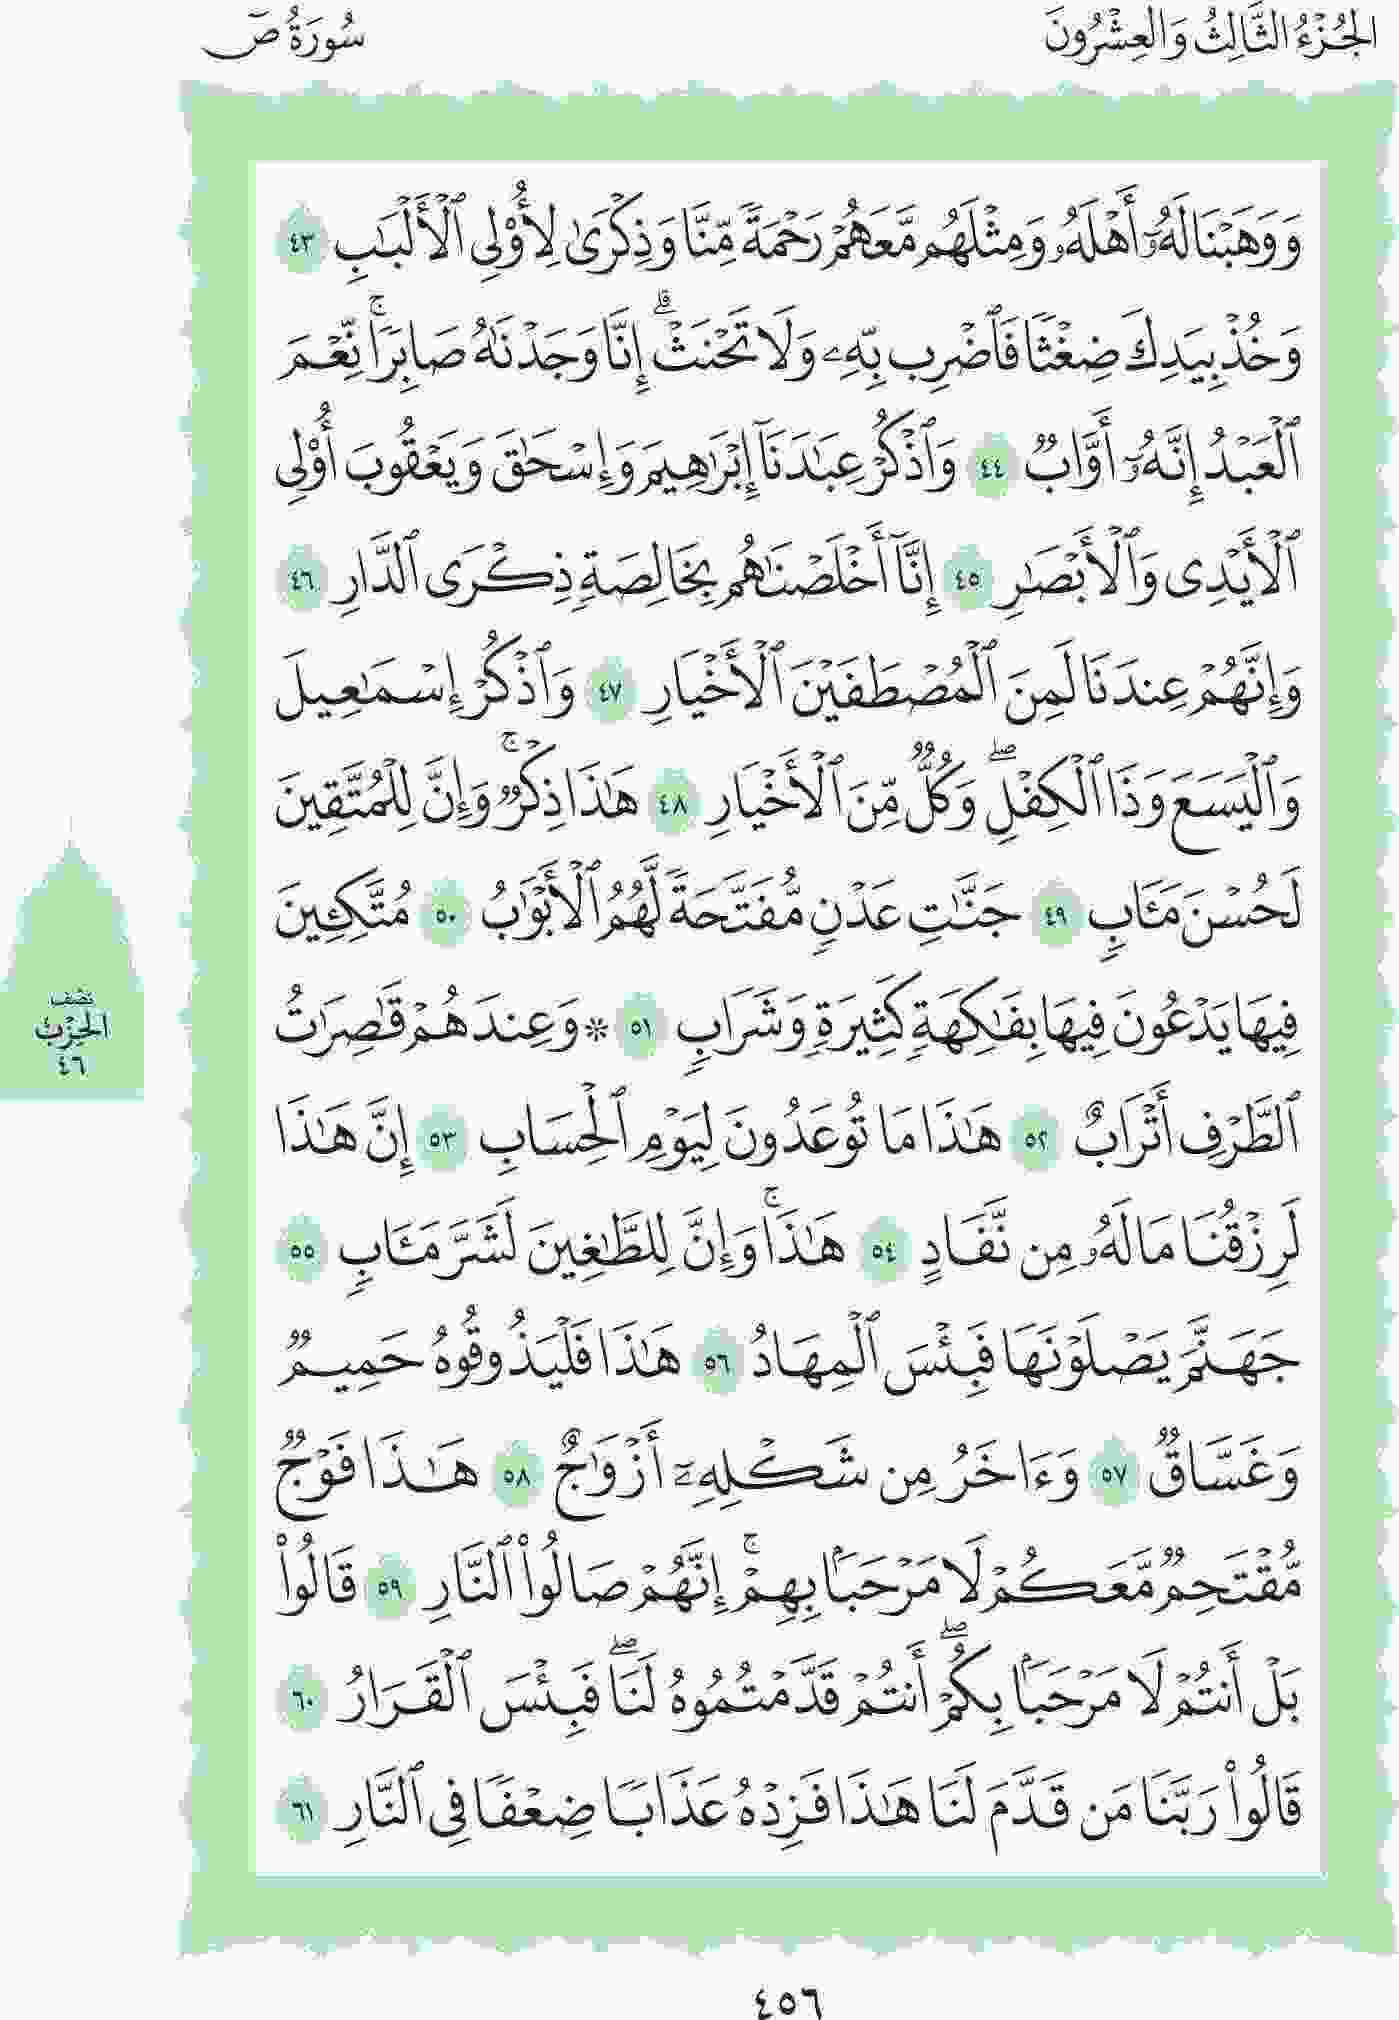 الجُزْءُ الثَّالِثُ وَالْعِشْرُونَ
سُورَةُ صٓ
وَوَهَبْنَا لَهُۥٓ أَهْلَهُۥ وَمِثْلَهُم مَّعَهُمْ رَحْمَةً مِّنَّا وَذِكْرَىٰ لِأُو۟لِى ٱلْأَلْبَـٰبِ ٤٣
وَخُذْ بِيَدِكَ ضِغْثًا فَٱضْرِب بِّهِۦ وَلَا تَحْنَثْ ۗ إِنَّا وَجَدْنَـٰهُ صَابِرًا ۚ نِّعْمَ
ٱلْعَبْدُ إِنَّهُۥٓ أَوَّابٌ ٤٤ وَٱذْكُرْ عِبَـٰدَنَآ إِبْرَٰهِيمَ وَإِسْحَـٰقَ وَيَعْقُوبَ أُو۟لِى
ٱلْأَيْدِى وَٱلْأَبْصَـٰرِ ٤٥ إِنَّآ أَخْلَصْنَـٰهُم بِخَالِصَةٍ ذِكْرَى ٱلدَّارِ ٤٦
وَإِنَّهُمْ عِندَنَا لَمِنَ ٱلْمُصْطَفَيْنَ ٱلْأَخْيَارِ ٤٧ وَٱذْكُرْ إِسْمَـٰعِيلَ
وَٱلْيَسَعَ وَذَا ٱلْكِفْلِ ۖ وَكُلٌّ مِّنَ ٱلْأَخْيَارِ ٤٨ هَـٰذَا ذِكْرٌ ۚ وَإِنَّ لِلْمُتَّقِينَ
لَحُسْنَ مَـَٔابٍ ٤٩ جَنَّـٰتِ عَدْنٍ مُّفَتَّحَةً لَّهُمُ ٱلْأَبْوَٰبُ ٥٠ مُتَّكِـِٔينَ
فِيهَا يَدْعُونَ فِيهَا بِفَـٰكِهَةٍ كَثِيرَةٍ وَشَرَابٍ ٥١ * وَعِندَهُمْ قَـٰصِرَٰتُ
ٱلطَّرْفِ أَتْرَابٌ ٥٢ هَـٰذَا مَا تُوعَدُونَ لِيَوْمِ ٱلْحِسَابِ ٥٣ إِنَّ هَـٰذَا
لَرِزْقُنَا مَا لَهُۥ مِن نَّفَادٍ ٥٤ هَـٰذَا ۚ وَإِنَّ لِلطَّـٰغِينَ لَشَرَّ مَـَٔابٍ ٥٥
جَهَنَّمَ يَصْلَوْنَهَا فَبِئْسَ ٱلْمِهَادُ ٥٦ هَـٰذَا فَلْيَذُوقُوهُ حَمِيمٌ
وَغَسَّاقٌ ٥٧ وَءَاخَرُ مِن شَكْلِهِۦٓ أَزْوَٰجٌ ٥٨ هَـٰذَا فَوْجٌ
مُّقْتَحِمٌ مَّعَكُمْ لَا مَرْحَبًۢا بِهِمْ ۚ إِنَّهُمْ صَالُوا۟ ٱلنَّارِ ٥٩ قَالُوا۟
بَلْ أَنتُمْ لَا مَرْحَبًۢا بِكُمْ ۖ أَنتُمْ قَدَّمْتُمُوهُ لَنَا ۖ فَبِئْسَ ٱلْقَرَارُ ٦٠
قَالُوا۟ رَبَّنَا مَن قَدَّمَ لَنَا هَـٰذَا فَزِدْهُ عَذَابًا ضِعْفًا فِى ٱلنَّارِ ٦١
نصْف
الحِزْب
٤٦
٤٥٦